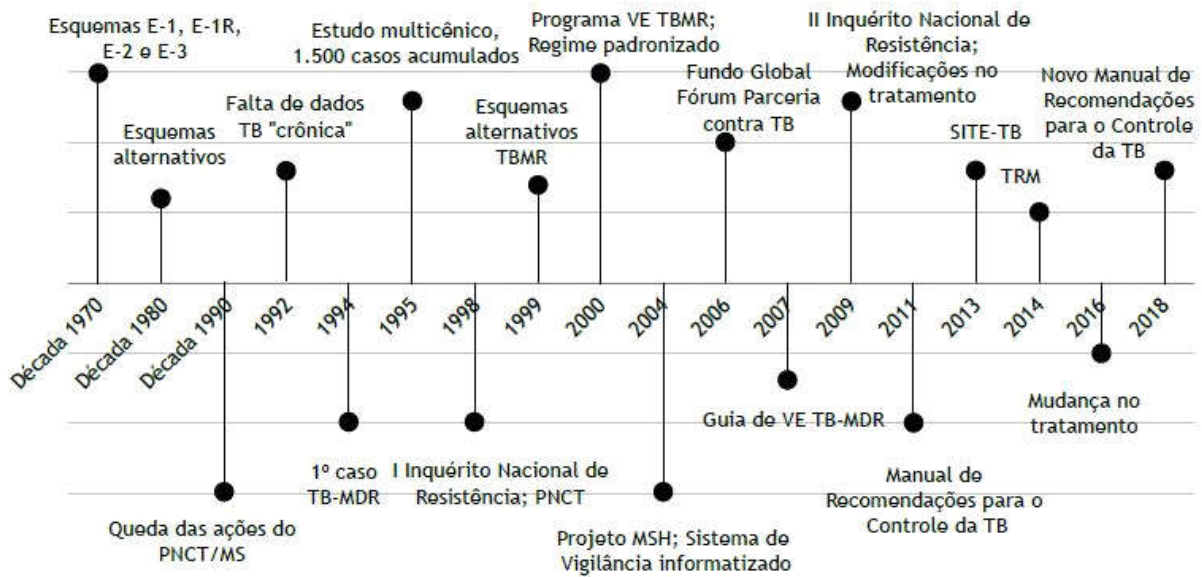 Esquemas E-1, E-1R,
E-2 e E-3
Esquemas
alternativos
Falta de dados
TB "crônica"
Estudo multicênico,
1.500 casos acumulados
Esquemas
alternativos
TBMR
Programa VE TBMR;
Regime padronizado
Fundo Global
Fórum Parceria
contra TB
II Inquérito Nacional de
Resistência;
Modificações no
tratamento
SITE-TB
TRM
Novo Manual de
Recomendações
para o Controle
da TB
Década 1970
Década 1980
Década 1990
1992
1994
1995
1998
1999
2000
2004
2006
2007
2009
2011
2013
2014
2016
2018
Queda das ações do
PNCT/MS
1º caso
TB-MDR
I Inquérito Nacional de
Resistência; PNCT
Projeto MSH; Sistema de
Vigilância informatizado
Guia de VE TB-MDR
Manual de
Recomendações para o
Controle da TB
Mudança no
tratamento